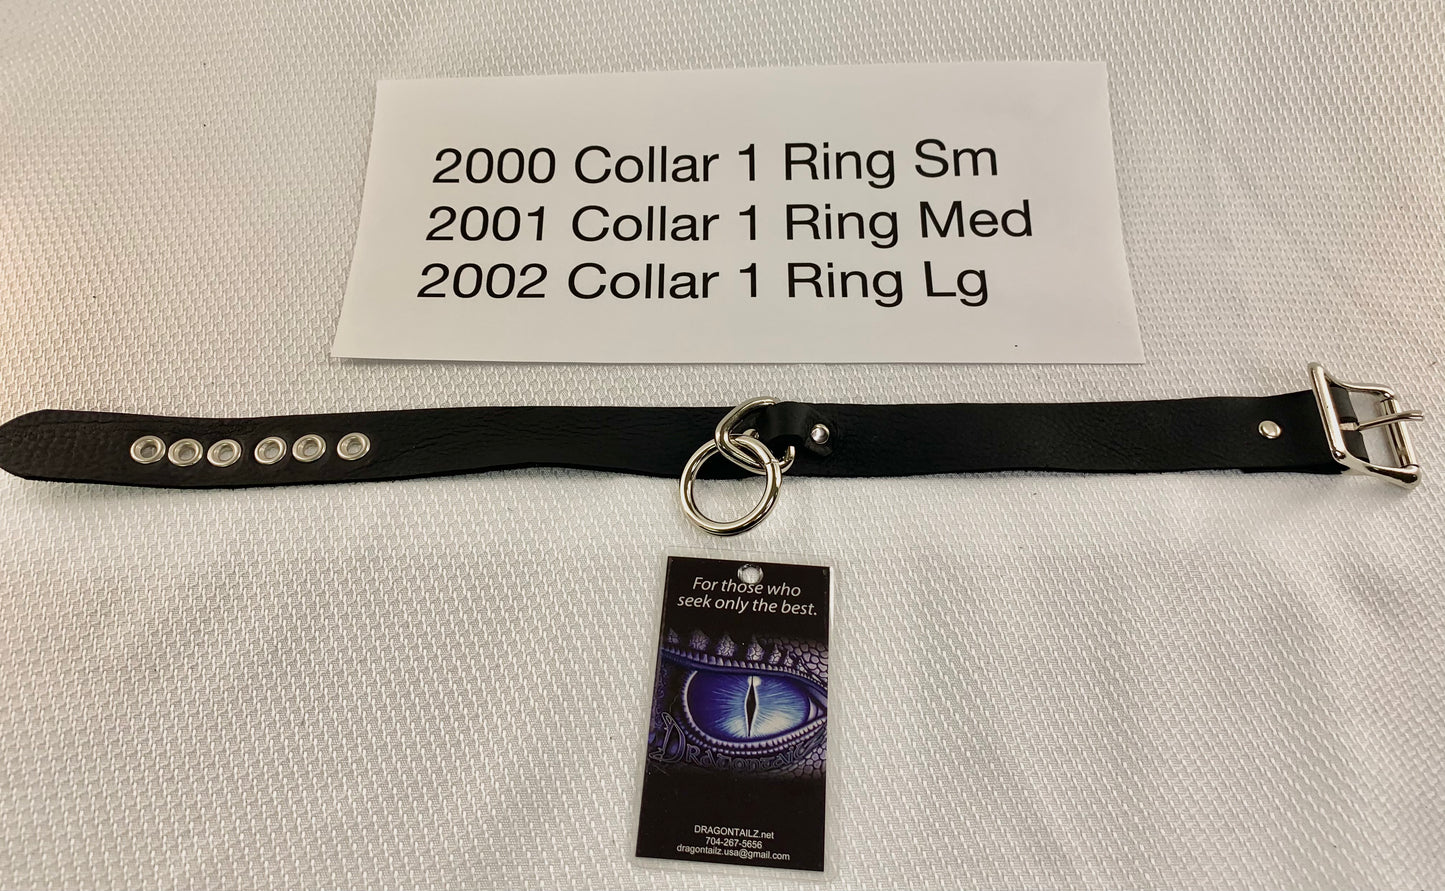 2000 Collar 1 Ring Sm
2001 Collar 1 Ring Med
2002 Collar 1 Ring Lg
For those who
seek only the best.
Dragontailz
DRAGONTAILZ.net
704-267-5656
dragontailz.usa@gmail.com